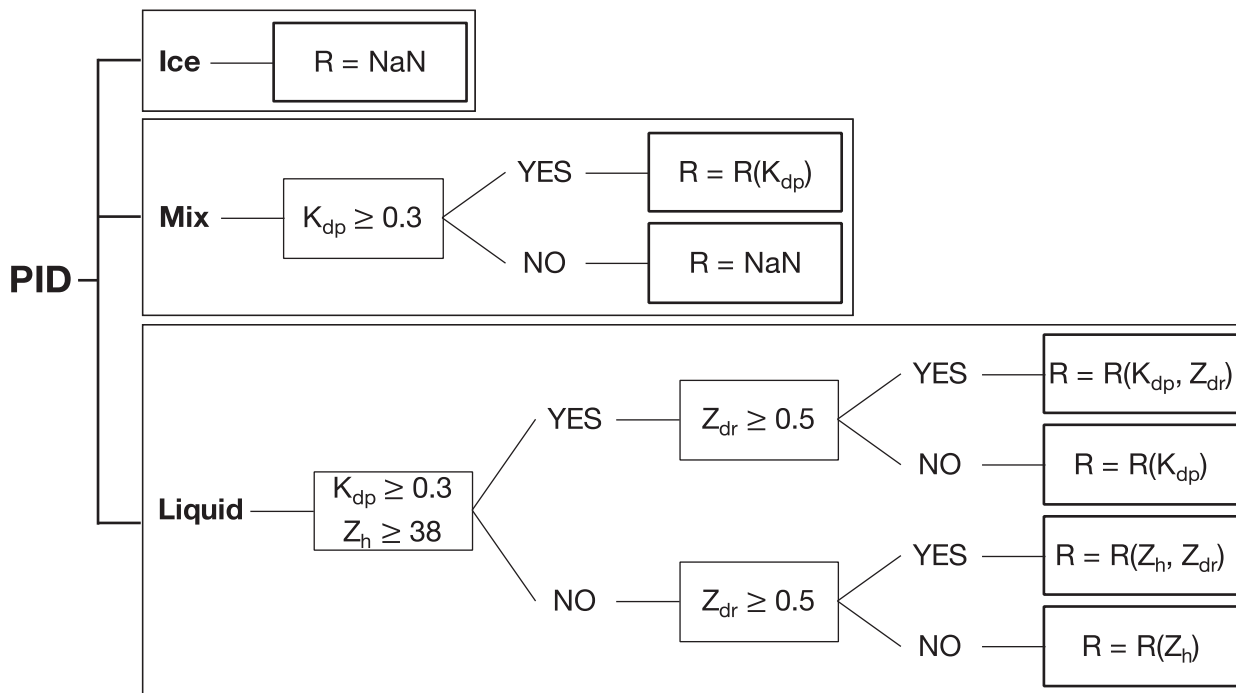 PID
Ice
R = NaN
Mix
K_dp ≥ 0.3
YES
R = R(K_dp)
NO
R = NaN
Liquid
K_dp ≥ 0.3
Z_h ≥ 38
YES
Z_dr ≥ 0.5
YES
R = R(K_dp, Z_dr)
NO
R = R(K_dp)
NO
Z_dr ≥ 0.5
YES
R = R(Z_h, Z_dr)
NO
R = R(Z_h)